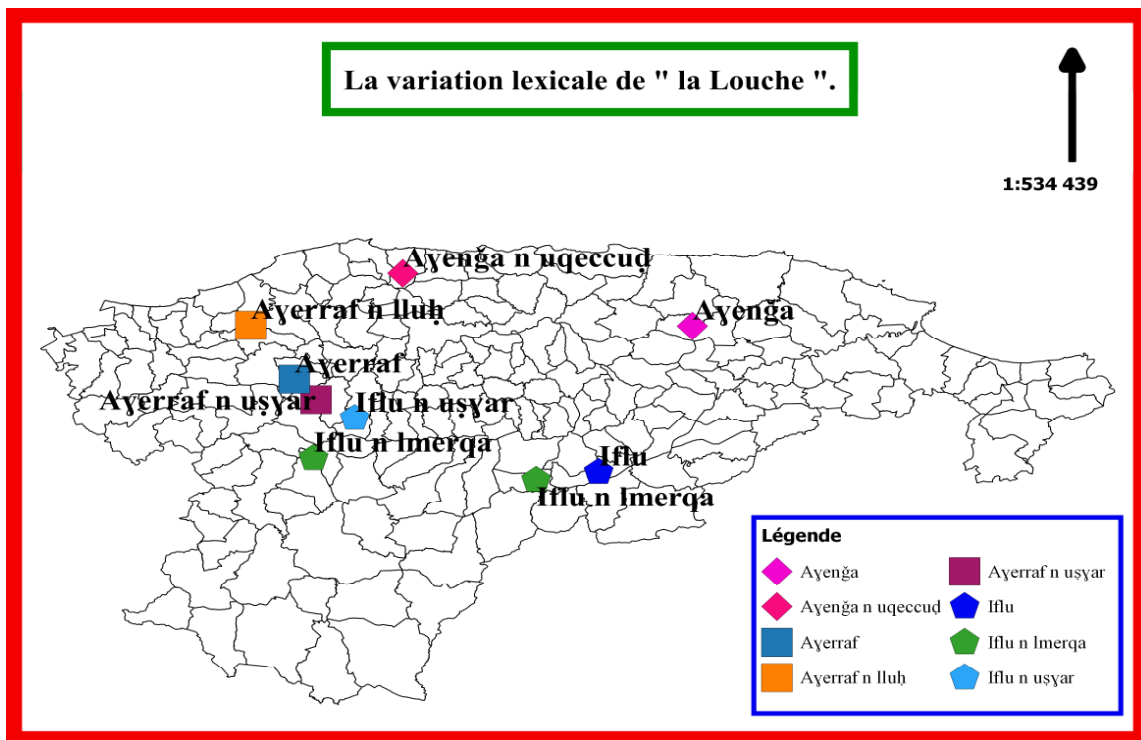 La variation lexicale de " la Louche ".
1:534 439
Aɣenğa n uqeccuḍ
Aɣerraf n lluḥ
Aɣenğa
Aɣerraf
Aɣerraf n uṣɣar
Iflu n uṣɣar
Iflu n lmerqa
Iflu
Iflu n lmerqa
Légende
Aɣenğa
Aɣenğa n uqeccuḍ
Aɣerraf
Aɣerraf n lluḥ
Aɣerraf n uṣɣar
Iflu
Iflu n lmerqa
Iflu n uṣɣar